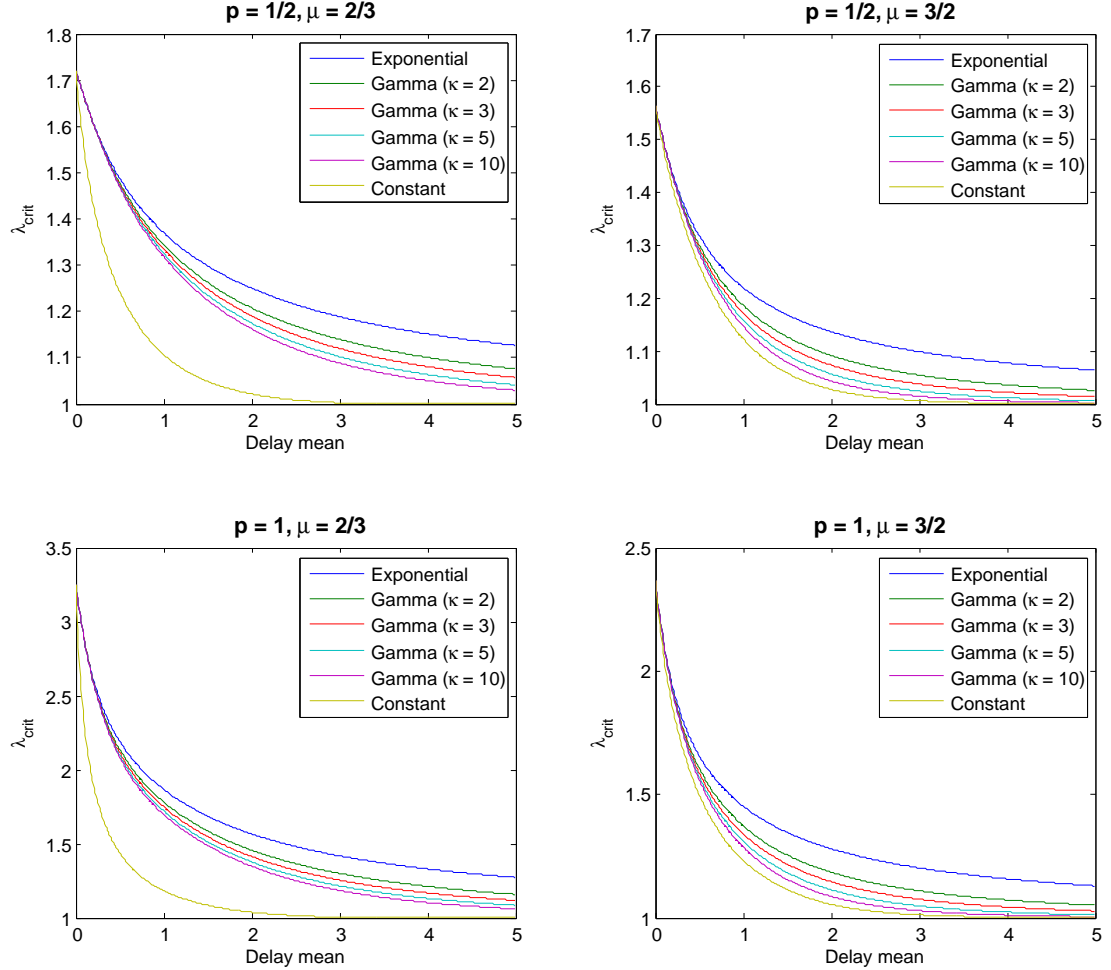 p = 1/2, μ = 2/3
1.8
1.7
1.6
1.5
1.4
1.3
1.2
1.1
1
λcrit
0 1 2 3 4 5
Delay mean
Exponential
Gamma (κ = 2)
Gamma (κ = 3)
Gamma (κ = 5)
Gamma (κ = 10)
Constant
p = 1/2, μ = 3/2
1.7
1.6
1.5
1.4
1.3
1.2
1.1
1
λcrit
0 1 2 3 4 5
Delay mean
Exponential
Gamma (κ = 2)
Gamma (κ = 3)
Gamma (κ = 5)
Gamma (κ = 10)
Constant
p = 1, μ = 2/3
3.5
3
2.5
2
1.5
1
λcrit
0 1 2 3 4 5
Delay mean
Exponential
Gamma (κ = 2)
Gamma (κ = 3)
Gamma (κ = 5)
Gamma (κ = 10)
Constant
p = 1, μ = 3/2
2.5
2
1.5
1
λcrit
0 1 2 3 4 5
Delay mean
Exponential
Gamma (κ = 2)
Gamma (κ = 3)
Gamma (κ = 5)
Gamma (κ = 10)
Constant